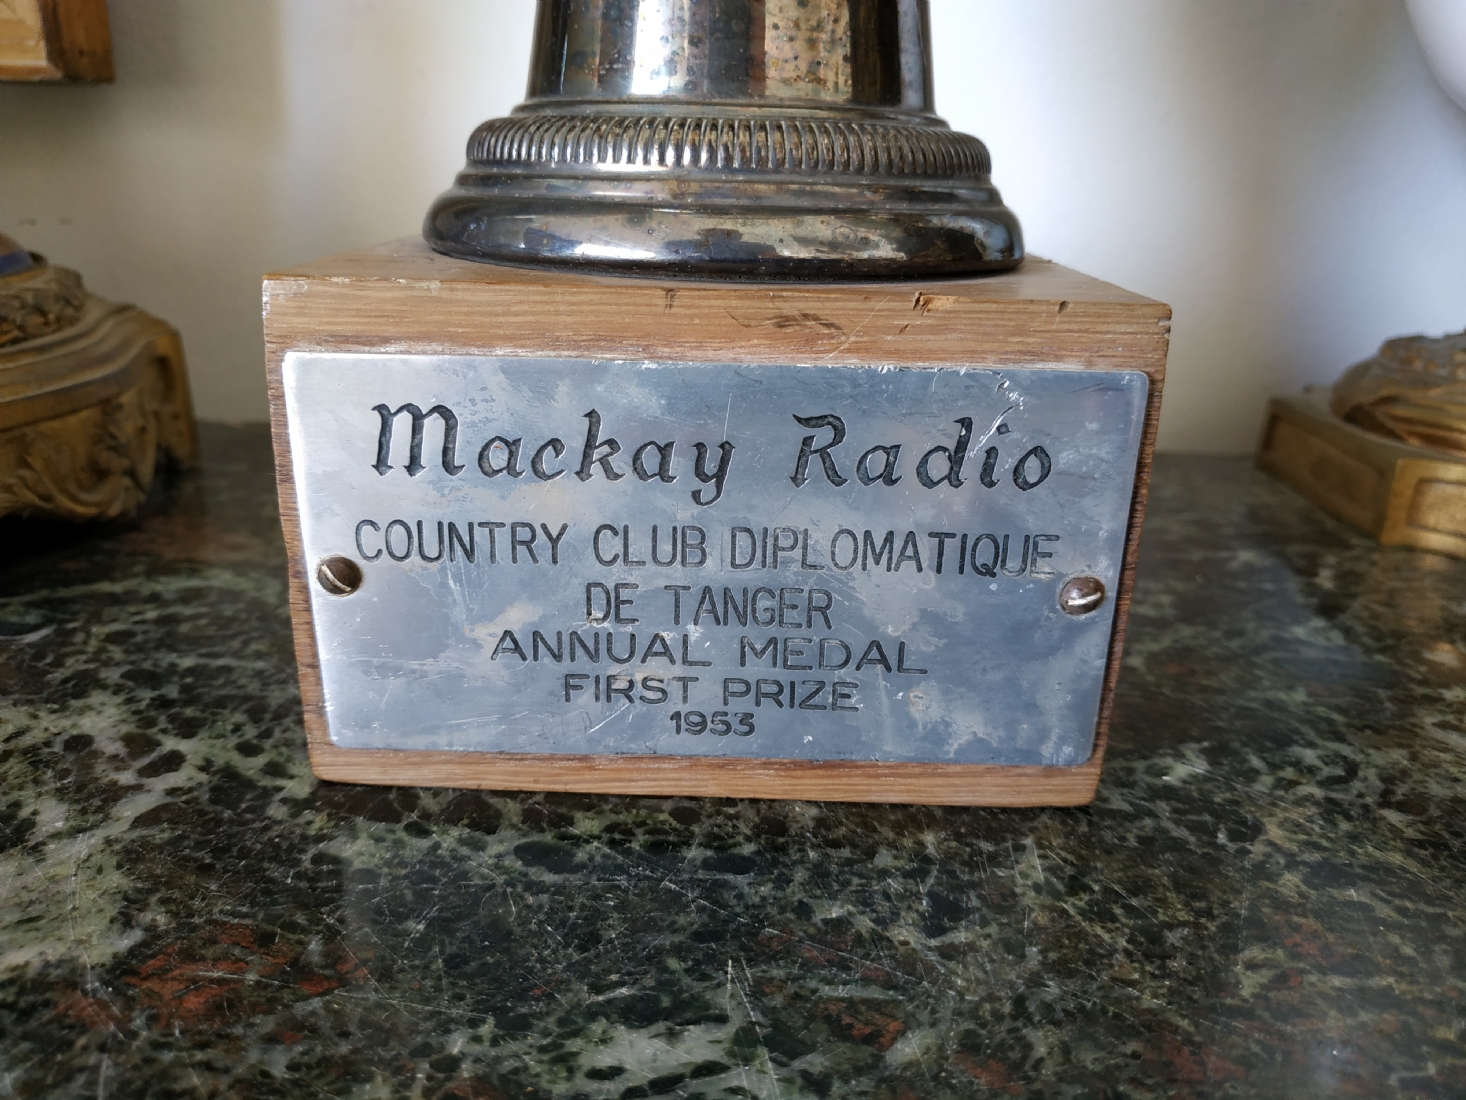 Mackay Radio
COUNTRY CLUB DIPLOMATIQUE
DE TANGER
ANNUAL MEDAL
FIRST PRIZE
1953